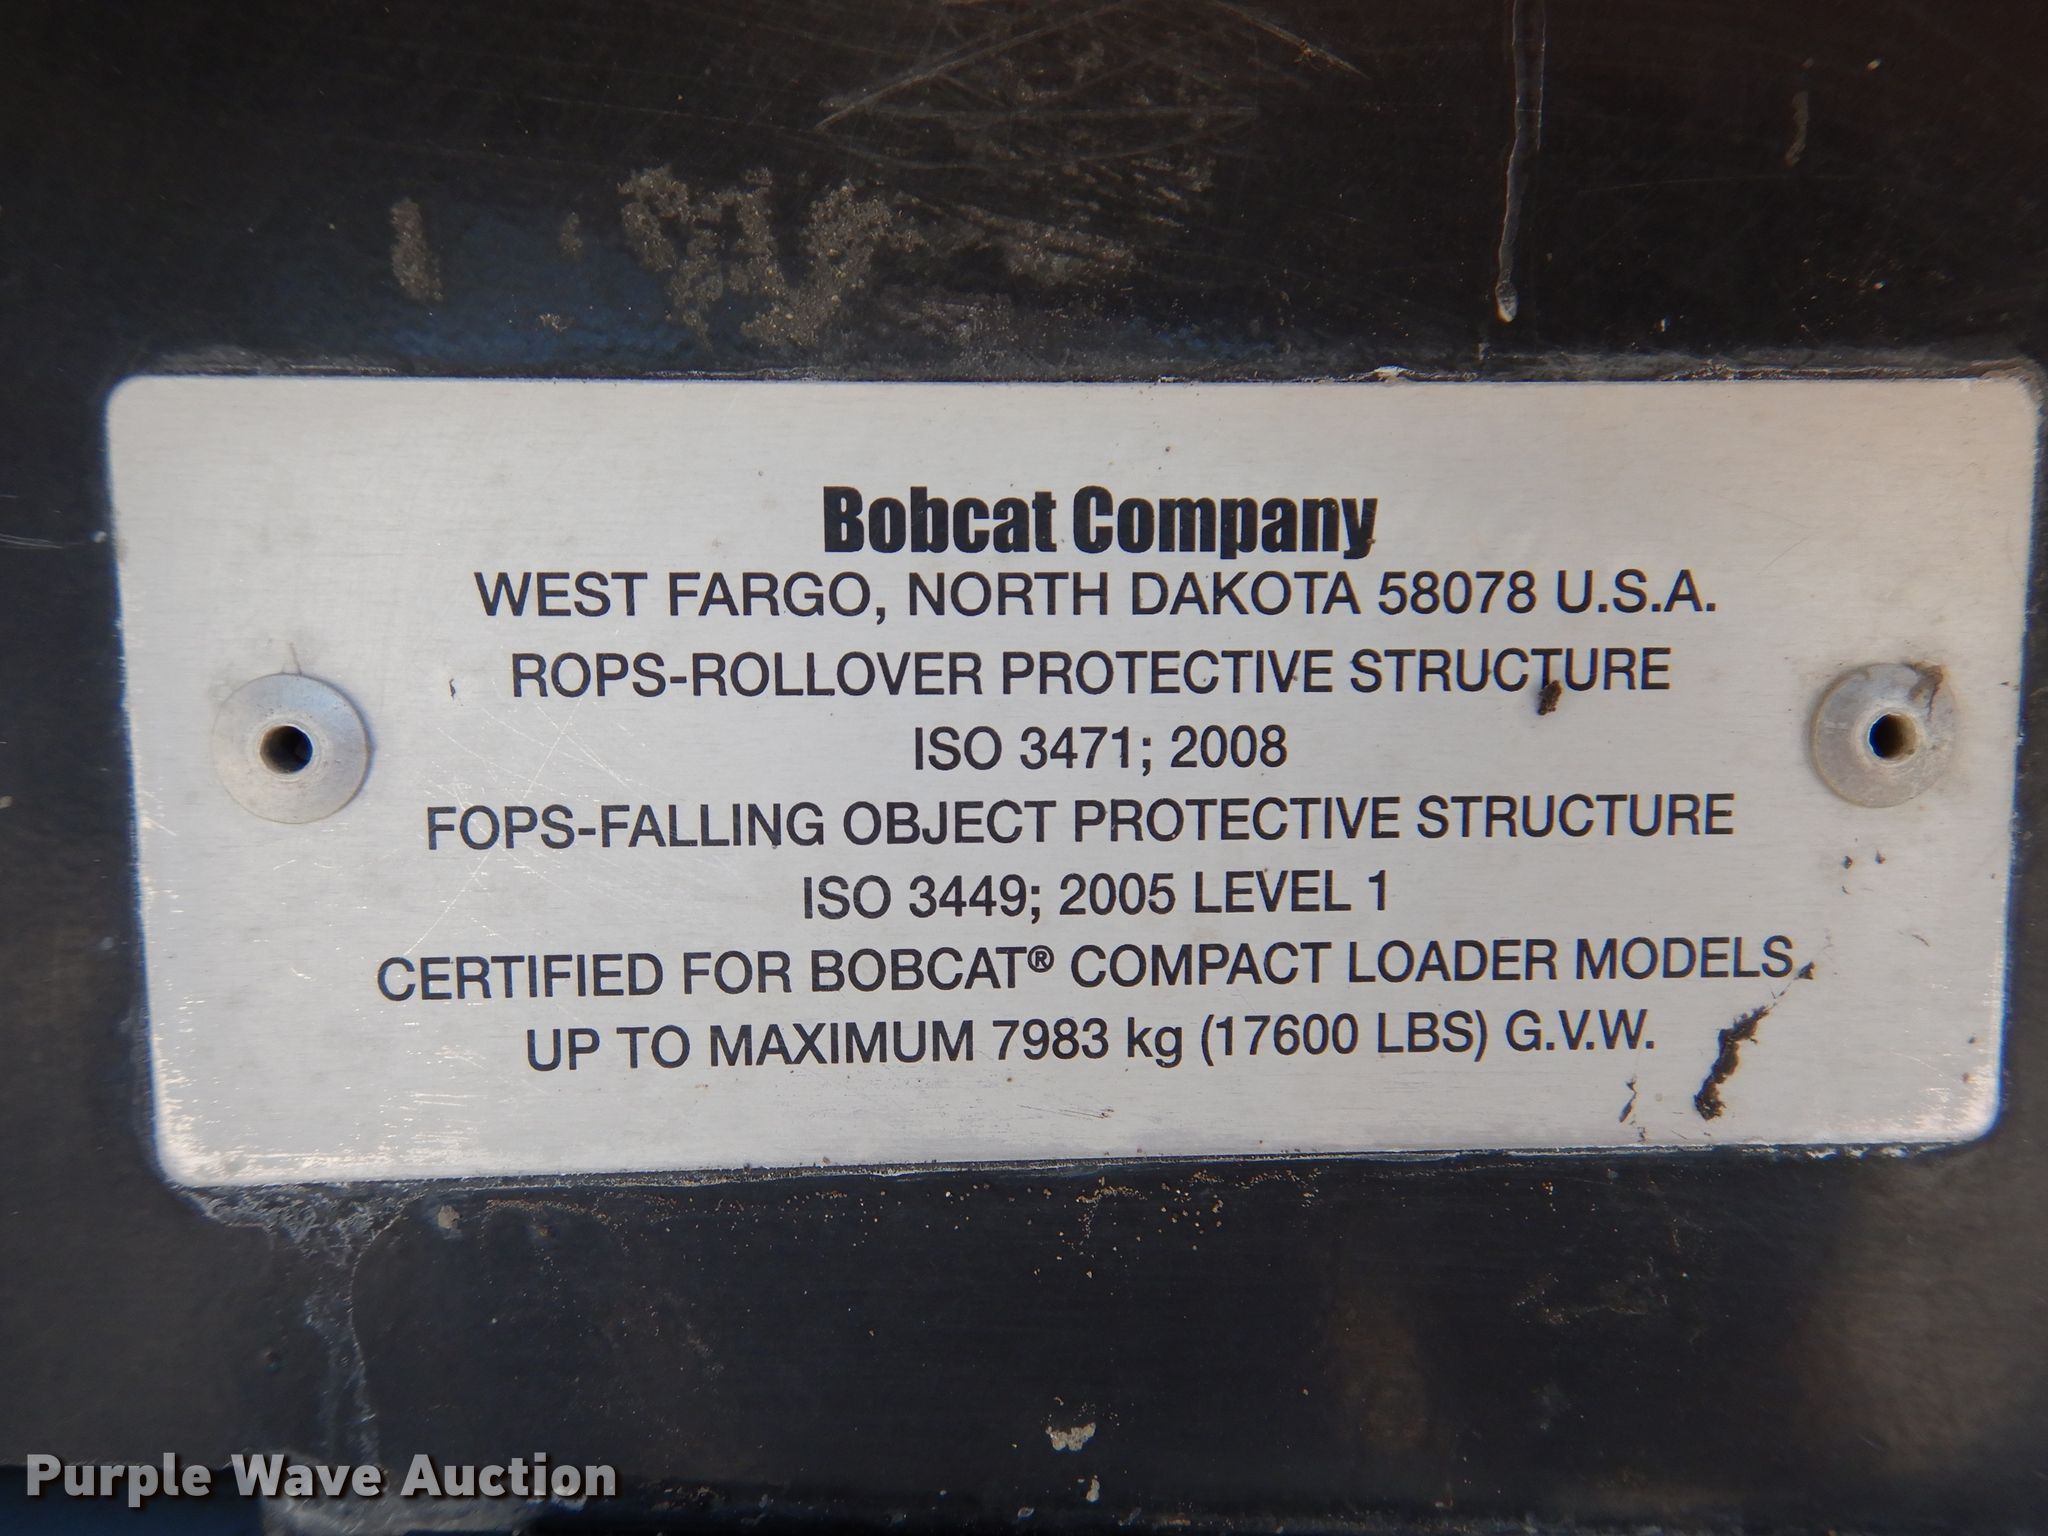 Bobcat Company
WEST FARGO, NORTH DAKOTA 58078 U.S.A.
ROPS-ROLLOVER PROTECTIVE STRUCTURE
ISO 3471; 2008
FOPS-FALLING OBJECT PROTECTIVE STRUCTURE
ISO 3449; 2005 LEVEL 1
CERTIFIED FOR BOBCAT® COMPACT LOADER MODELS
UP TO MAXIMUM 7983 kg (17600 LBS) G.V.W.
Purple Wave Auction